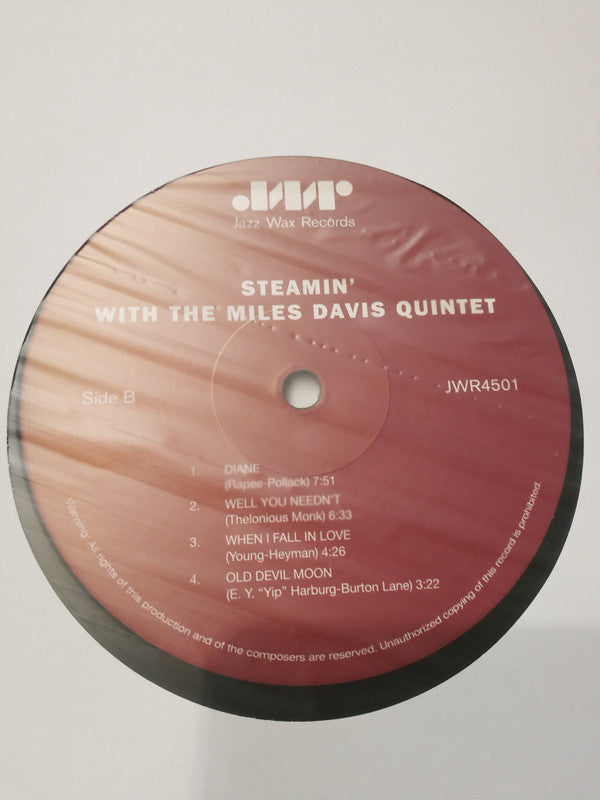 JWR
Jazz Wax Records
STEAMIN'
WITH THE MILES DAVIS QUINTET
Side B
JWR4501
1. DIANE
(Rapee-Pollack) 7:51
2. WELL YOU NEEDN'T
(Thelonious Monk) 6:33
3. WHEN I FALL IN LOVE
(Young-Heyman) 4:26
4. OLD DEVIL MOON
(E. Y. "Yip" Harburg-Burton Lane) 3:22
Warning: All rights of this production and of the composers are reserved. Unauthorized copying of this record is prohibited.